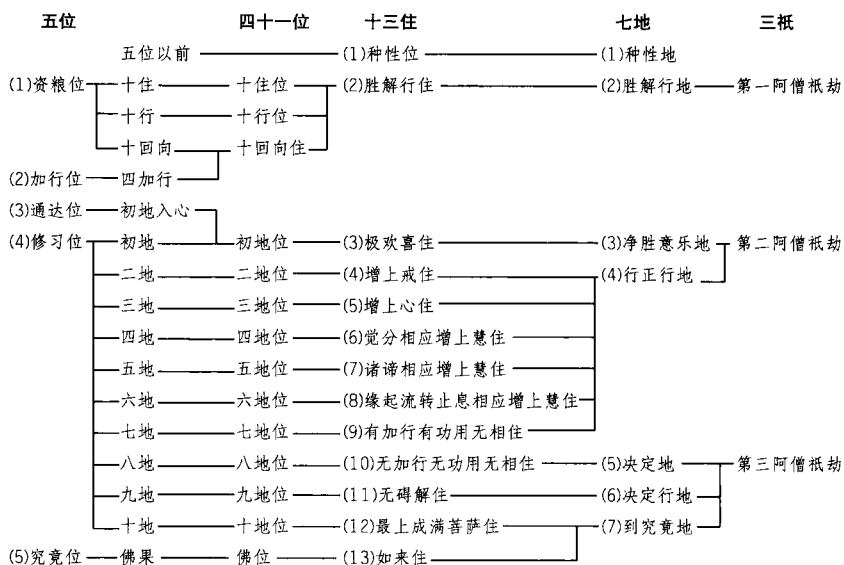 五位 四十一位 十三住 七地 三祇
五位以前 (1)种性位 (1)种性地
(1)资粮位 十住 十住位 (2)胜解行住 (2)胜解行地 第一阿僧祇劫
十行 十行位
十回向 十回向住
(2)加行位 四加行
(3)通达位 初地入心
(4)修习位 初地 初地位 (3)极欢喜住 (3)净胜意乐地 第二阿僧祇劫
二地 二地位 (4)增上戒住 (4)行正行地
三地 三地位 (5)增上心住
四地 四地位 (6)觉分相应增上慧住
五地 五地位 (7)诸谛相应增上慧住
六地 六地位 (8)缘起流转止息相应增上慧住
七地 七地位 (9)有加行有功用无相住
八地 八地位 (10)无加行无功用无相住 (5)决定地 第三阿僧祇劫
九地 九地位 (11)无碍解住 (6)决定行地
十地 十地位 (12)最上成满菩萨住 (7)到究竟地
(5)究竟位 佛果 佛位 (13)如来住